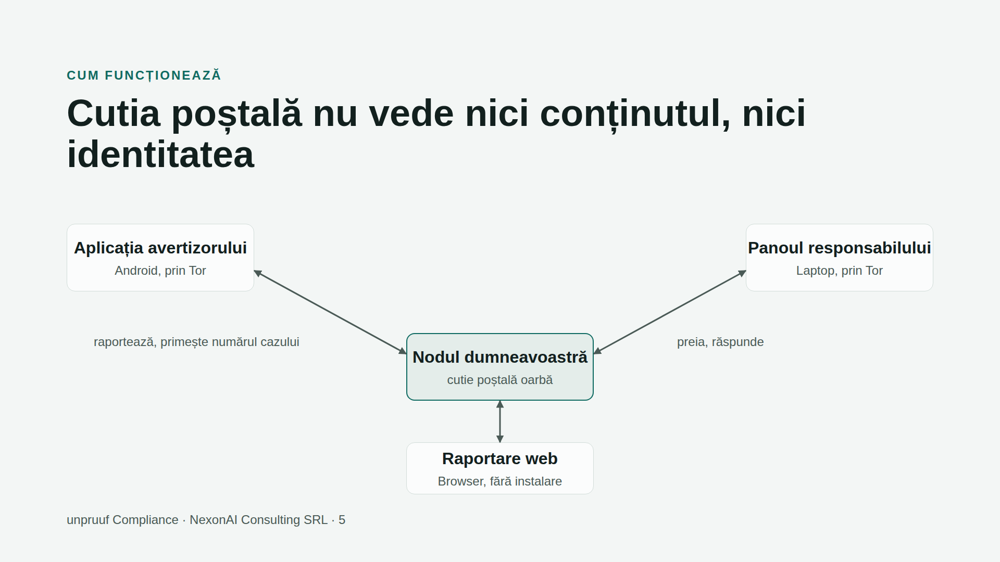 CUM FUNCȚIONEAZĂ
Cutia poștală nu vede nici conținutul, nici
identitatea
Aplicația avertizorului
Android, prin Tor
Panoul responsabilului
Laptop, prin Tor
raportează, primește numărul cazului
preia, răspunde
Nodul dumneavoastră
cutie poștală oarbă
Raportare web
Browser, fără instalare
unpruuf Compliance · NexonAI Consulting SRL · 5